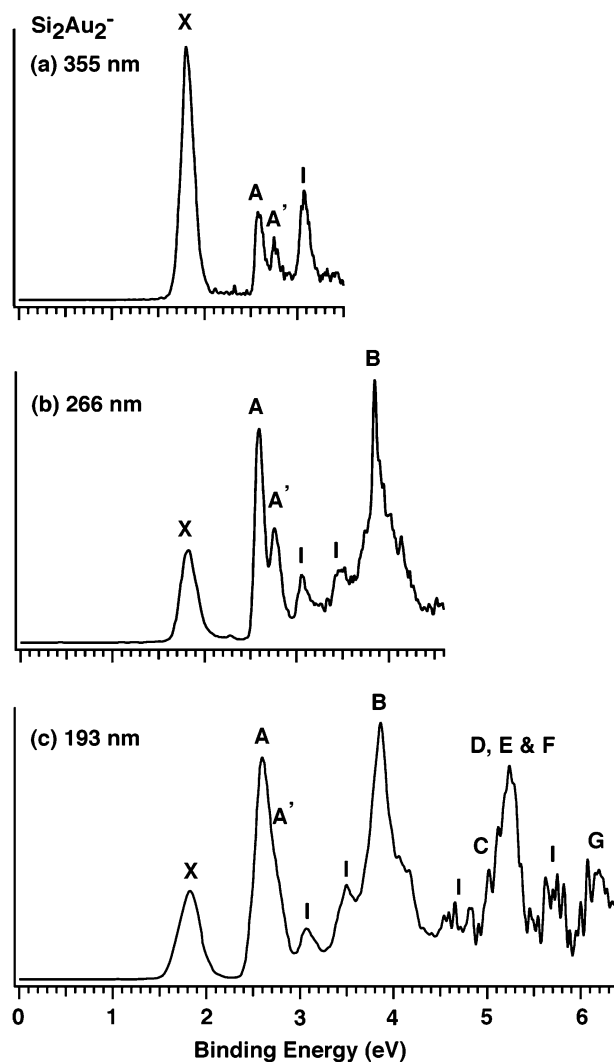 Si₂Au₂⁻
X
(a) 355 nm
A
A’
I
(b) 266 nm
X
A
A’
I
I
B
(c) 193 nm
X
A
A’
I
I
B
I
C
D, E & F
I
G
0 1 2 3 4 5 6
Binding Energy (eV)